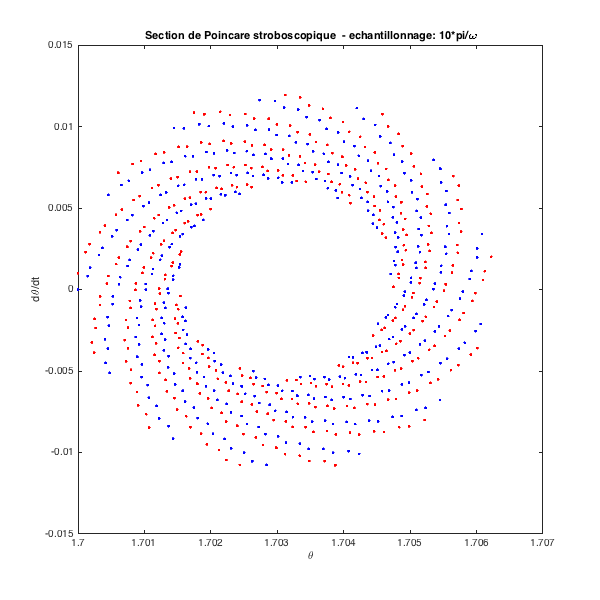 Section de Poincare stroboscopique - echantillonnage: 10*pi/ω
0.015
0.01
0.005
0
-0.005
-0.01
-0.015
dθ/dt
1.7 1.701 1.702 1.703 1.704 1.705 1.706 1.707
θ